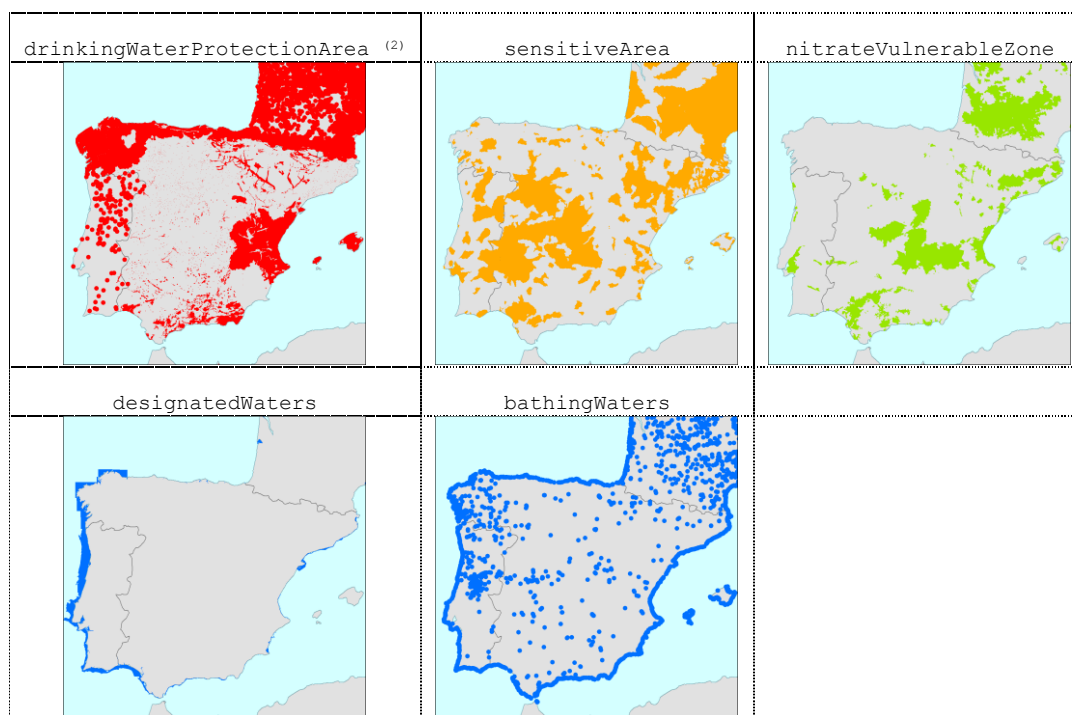 drinkingWaterProtectionArea (2)
sensitiveArea
nitrateVulnerableZone
designatedWaters
bathingWaters